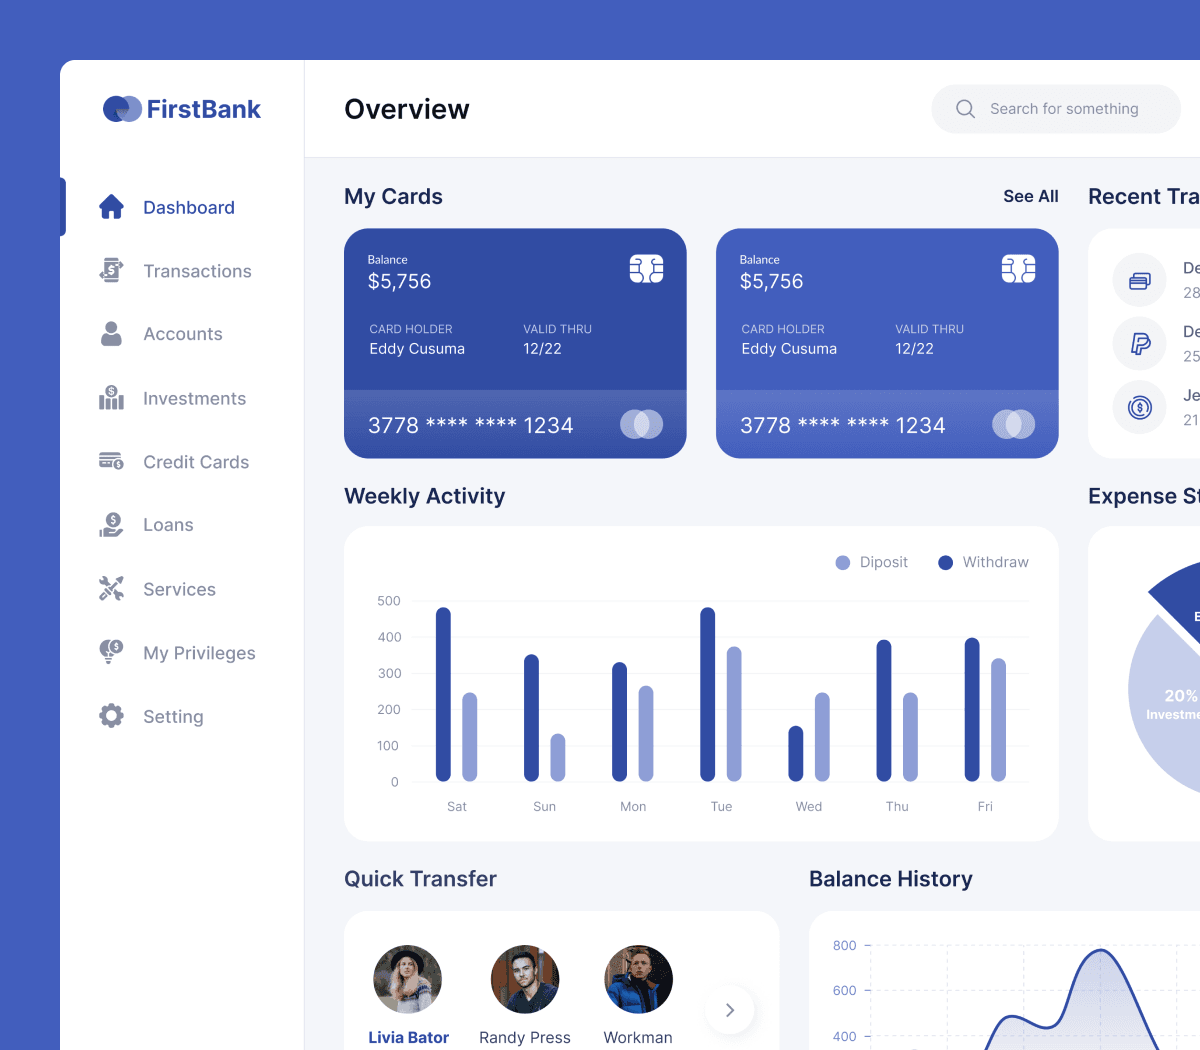 FirstBank
Overview
Search for something
Dashboard
Transactions
Accounts
Investments
Credit Cards
Loans
Services
My Privileges
Setting
My Cards
See All
Balance
$5,756
CARD HOLDER
VALID THRU
Eddy Cusuma
12/22
3778 **** **** 1234
Balance
$5,756
CARD HOLDER
VALID THRU
Eddy Cusuma
12/22
3778 **** **** 1234
Recent Tra
De
28
De
25
Je
21
Weekly Activity
Diposit
Withdraw
500
400
300
200
100
0
Sat
Sun
Mon
Tue
Wed
Thu
Fri
Expense St
E
20%
Investme
Quick Transfer
Livia Bator
Randy Press
Workman
Balance History
800
600
400